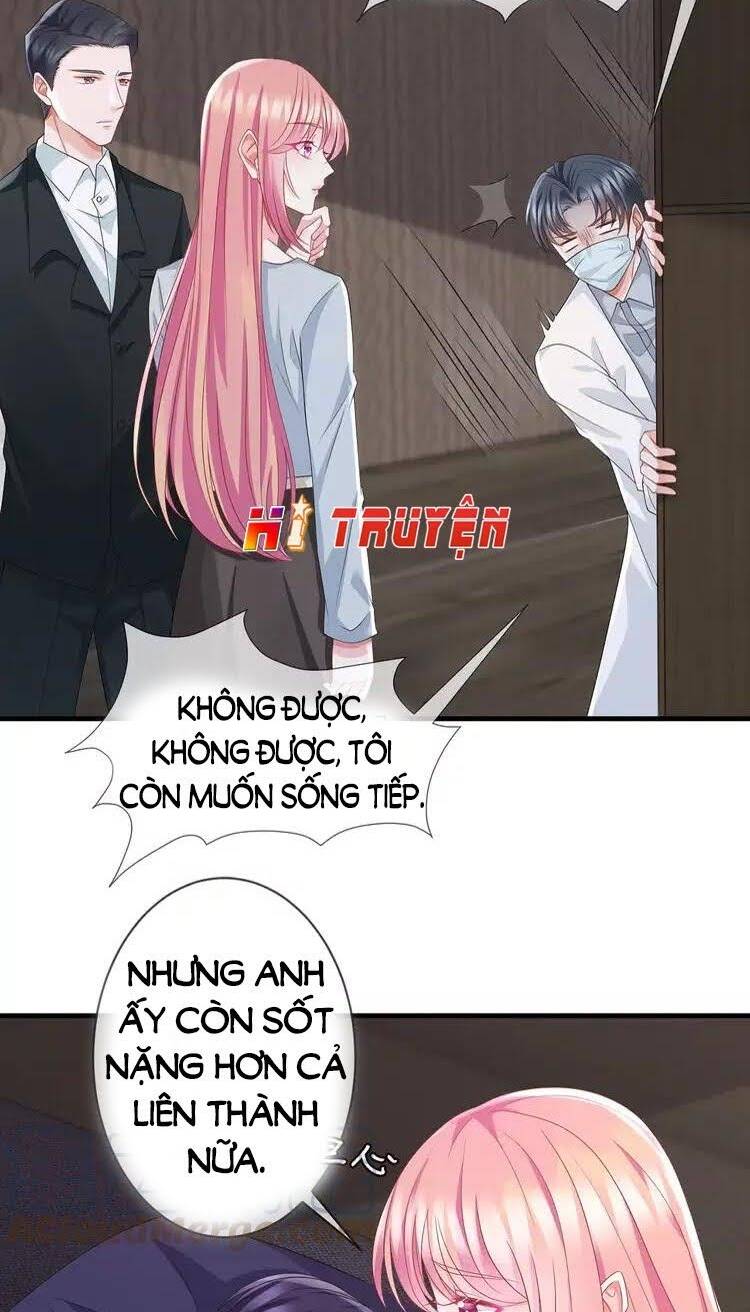 HI TRUYỆN
KHÔNG ĐƯỢC,
KHÔNG ĐƯỢC, TÔI
CÒN MUỐN SỐNG TIẾP.
NHƯNG ANH
ẤY CÒN SỐT
NẶNG HƠN CẢ
LIÊN THÀNH
NỮA.
心